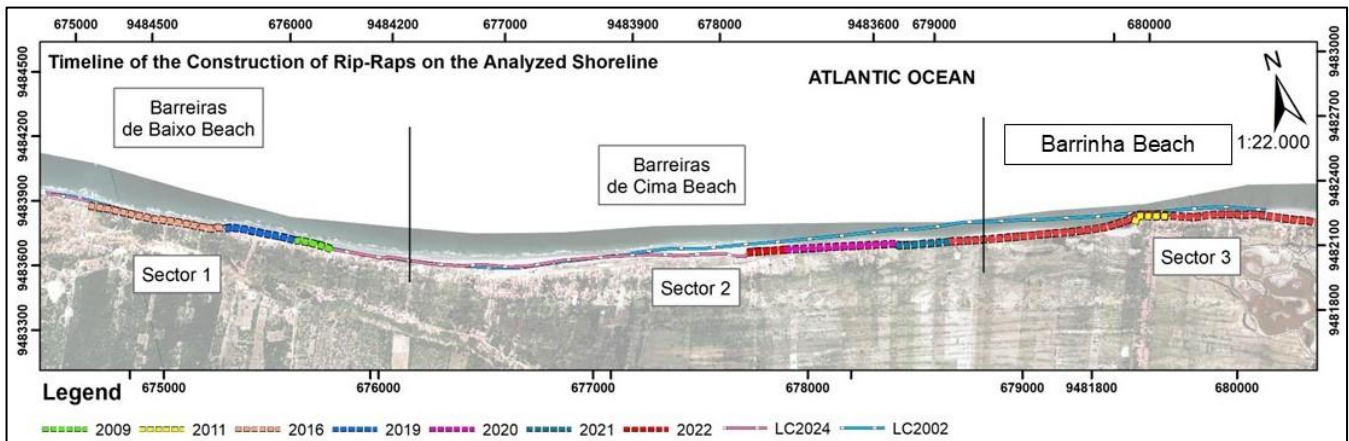 675000 9484500 676000 9484200 677000 9483900 678000 9483600 679000 680000
Timeline of the Construction of Rip-Raps on the Analyzed Shoreline
ATLANTIC OCEAN
N
1:22.000
Barreiras
de Baixo Beach
Barreiras
de Cima Beach
Barrinha Beach
9484500
9484200
9483900
9483600
9483300
9483000
9482700
9482400
9482100
9481800
Sector 1
Sector 2
Sector 3
675000 676000 677000 678000 679000 9481800 680000
Legend
2009 2011 2016 2019 2020 2021 2022 LC2024 LC2002